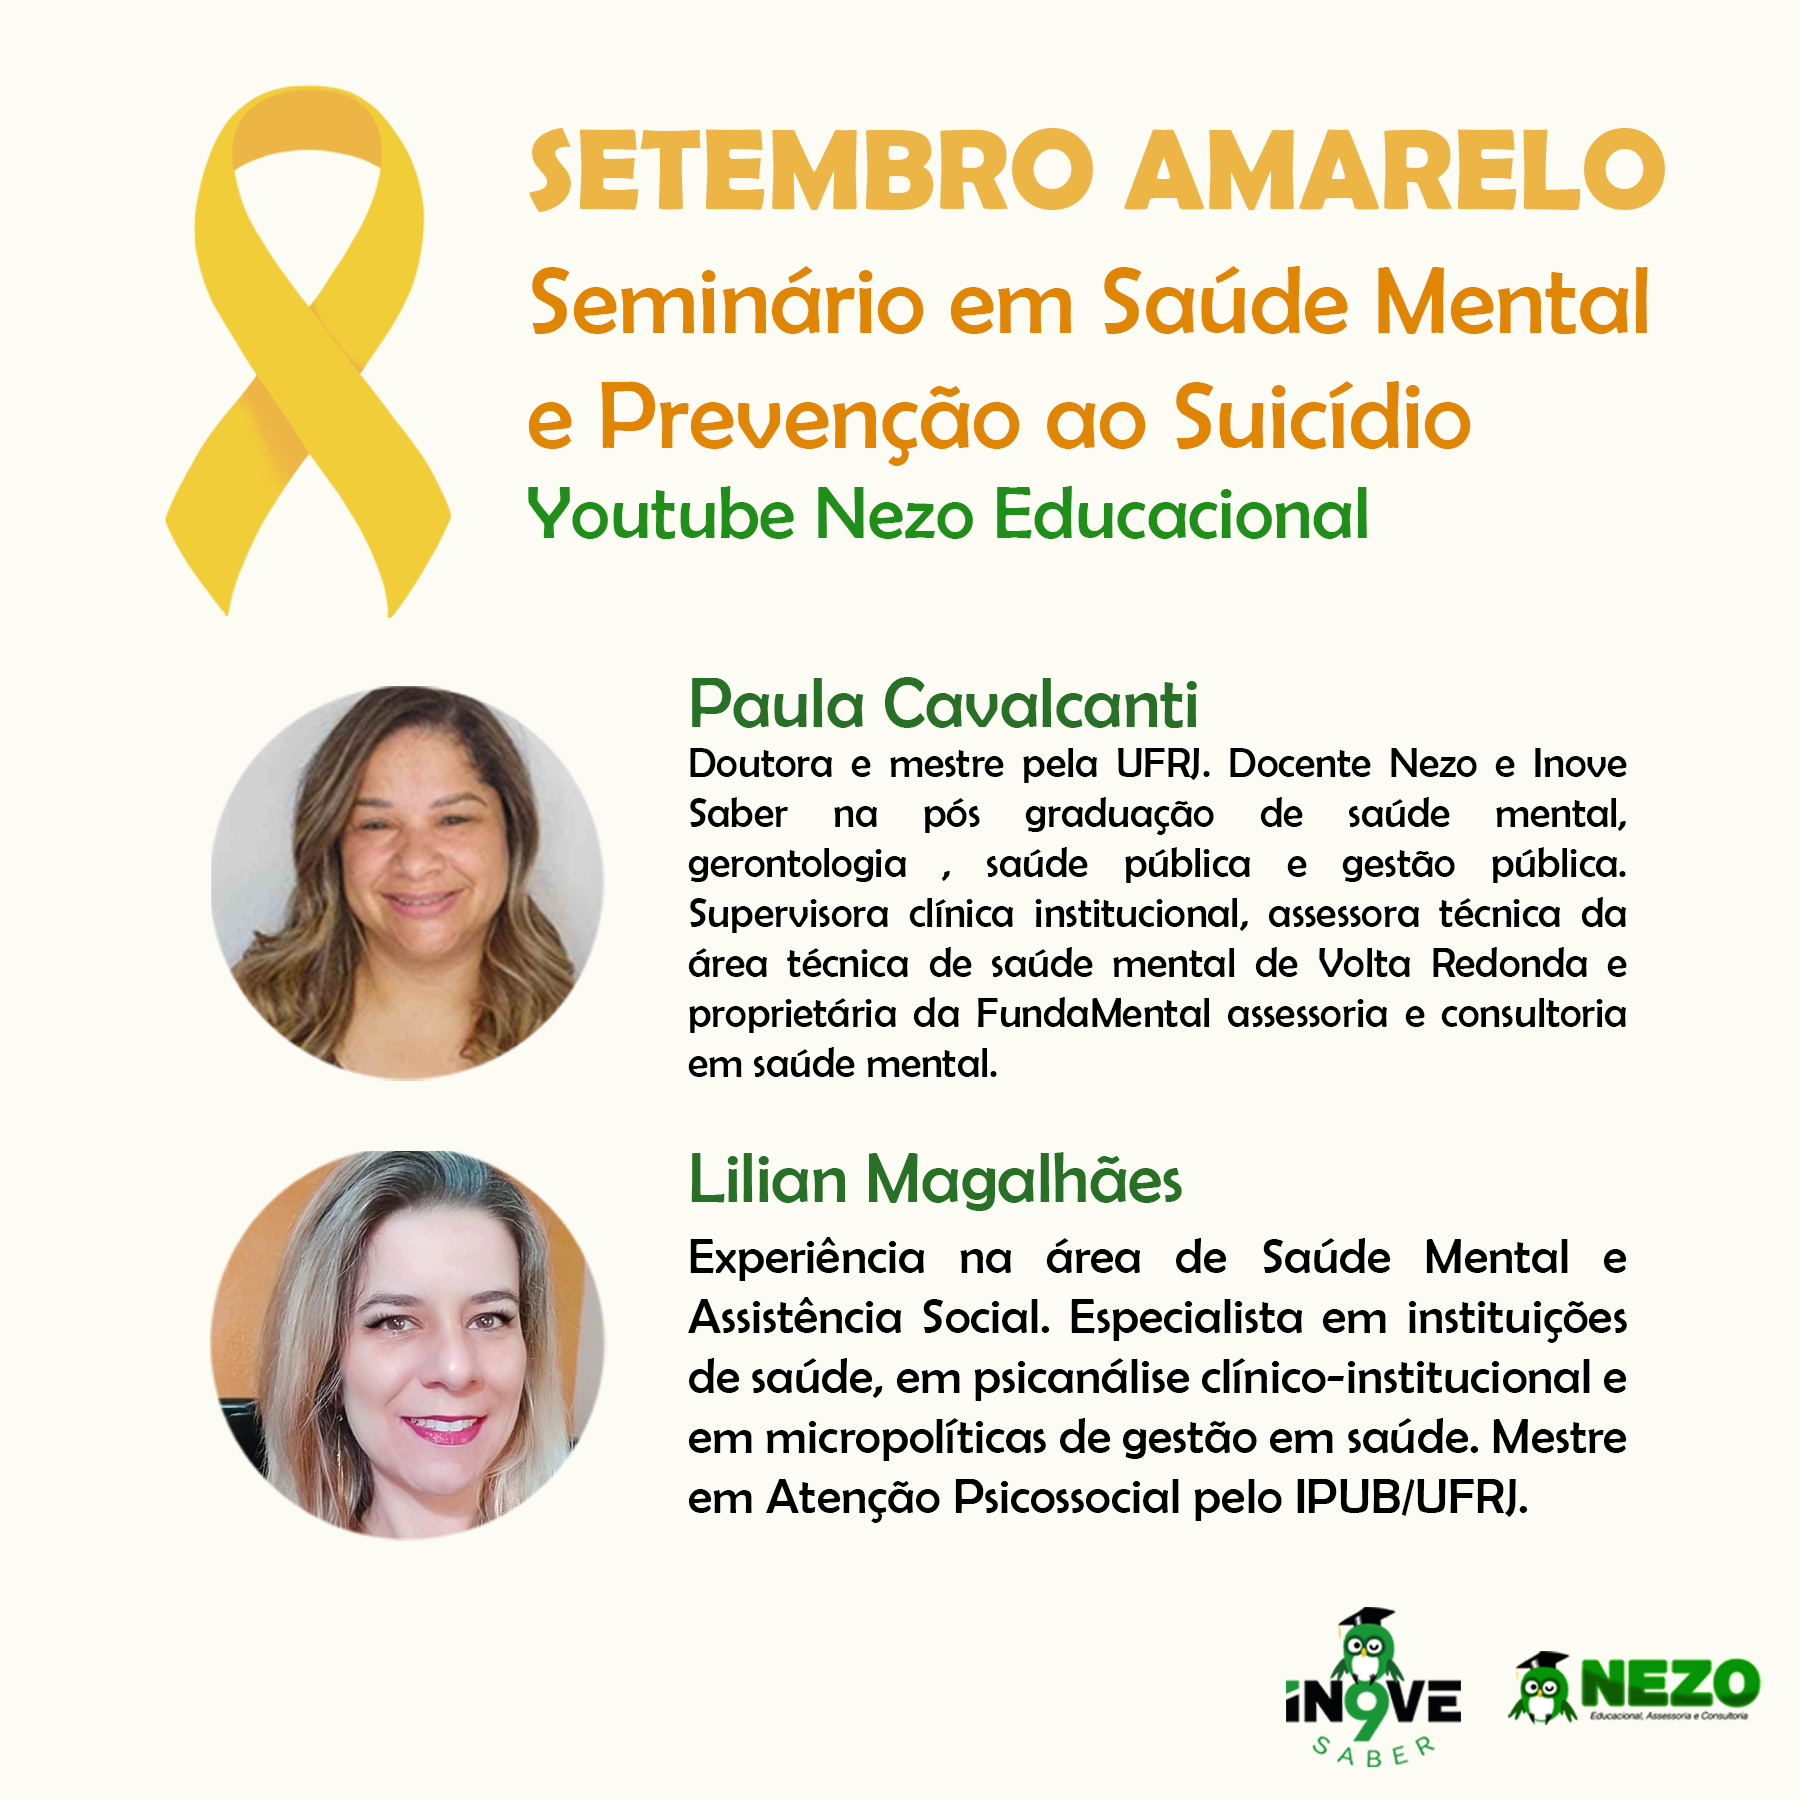 SETEMBRO AMARELO
Seminário em Saúde Mental
e Prevenção ao Suicídio
Youtube Nezo Educacional
Paula Cavalcanti
Doutora e mestre pela UFRJ. Docente Nezo e Inove
Saber na pós graduação de saúde mental,
gerontologia , saúde pública e gestão pública.
Supervisora clínica institucional, assessora técnica da
área técnica de saúde mental de Volta Redonda e
proprietária da FundaMental assessoria e consultoria
em saúde mental.
Lilian Magalhães
Experiência na área de Saúde Mental e
Assistência Social. Especialista em instituições
de saúde, em psicanálise clínico-institucional e
em micropolíticas de gestão em saúde. Mestre
em Atenção Psicossocial pelo IPUB/UFRJ.
iN9VE
SABER
NEZO
Educacional, Assessoria e Consultoria